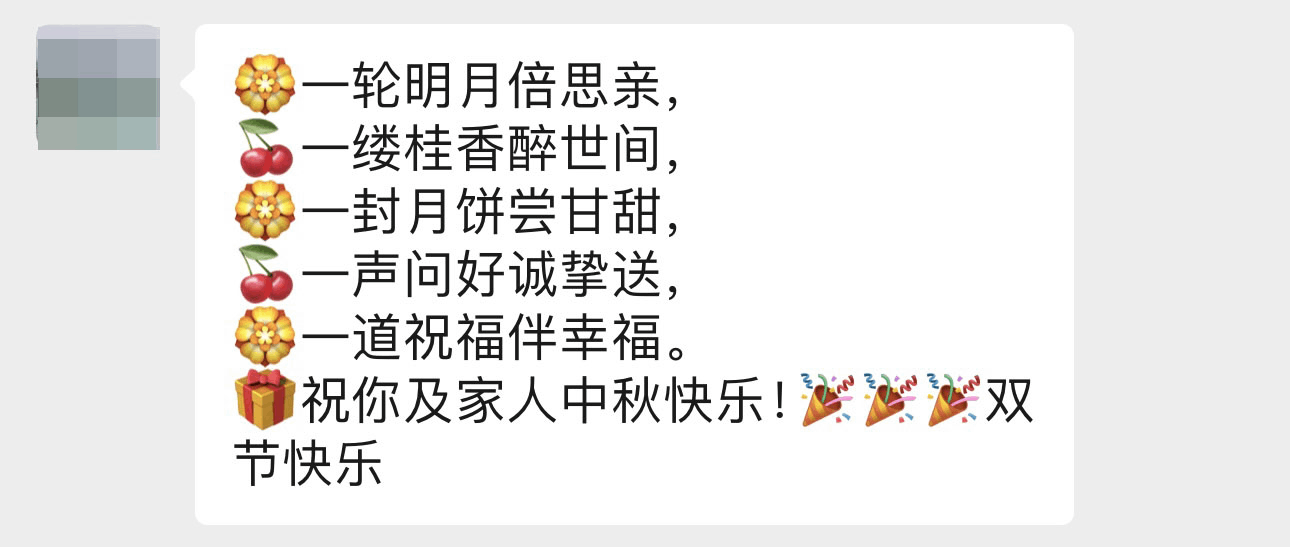 🏵️一轮明月倍思亲，
🍒一缕桂香醉世间，
🏵️一封月饼尝甘甜，
🍒一声问好诚挚送，
🏵️一道祝福伴幸福。
🎁祝你及家人中秋快乐！🎉🎉🎉双
节快乐